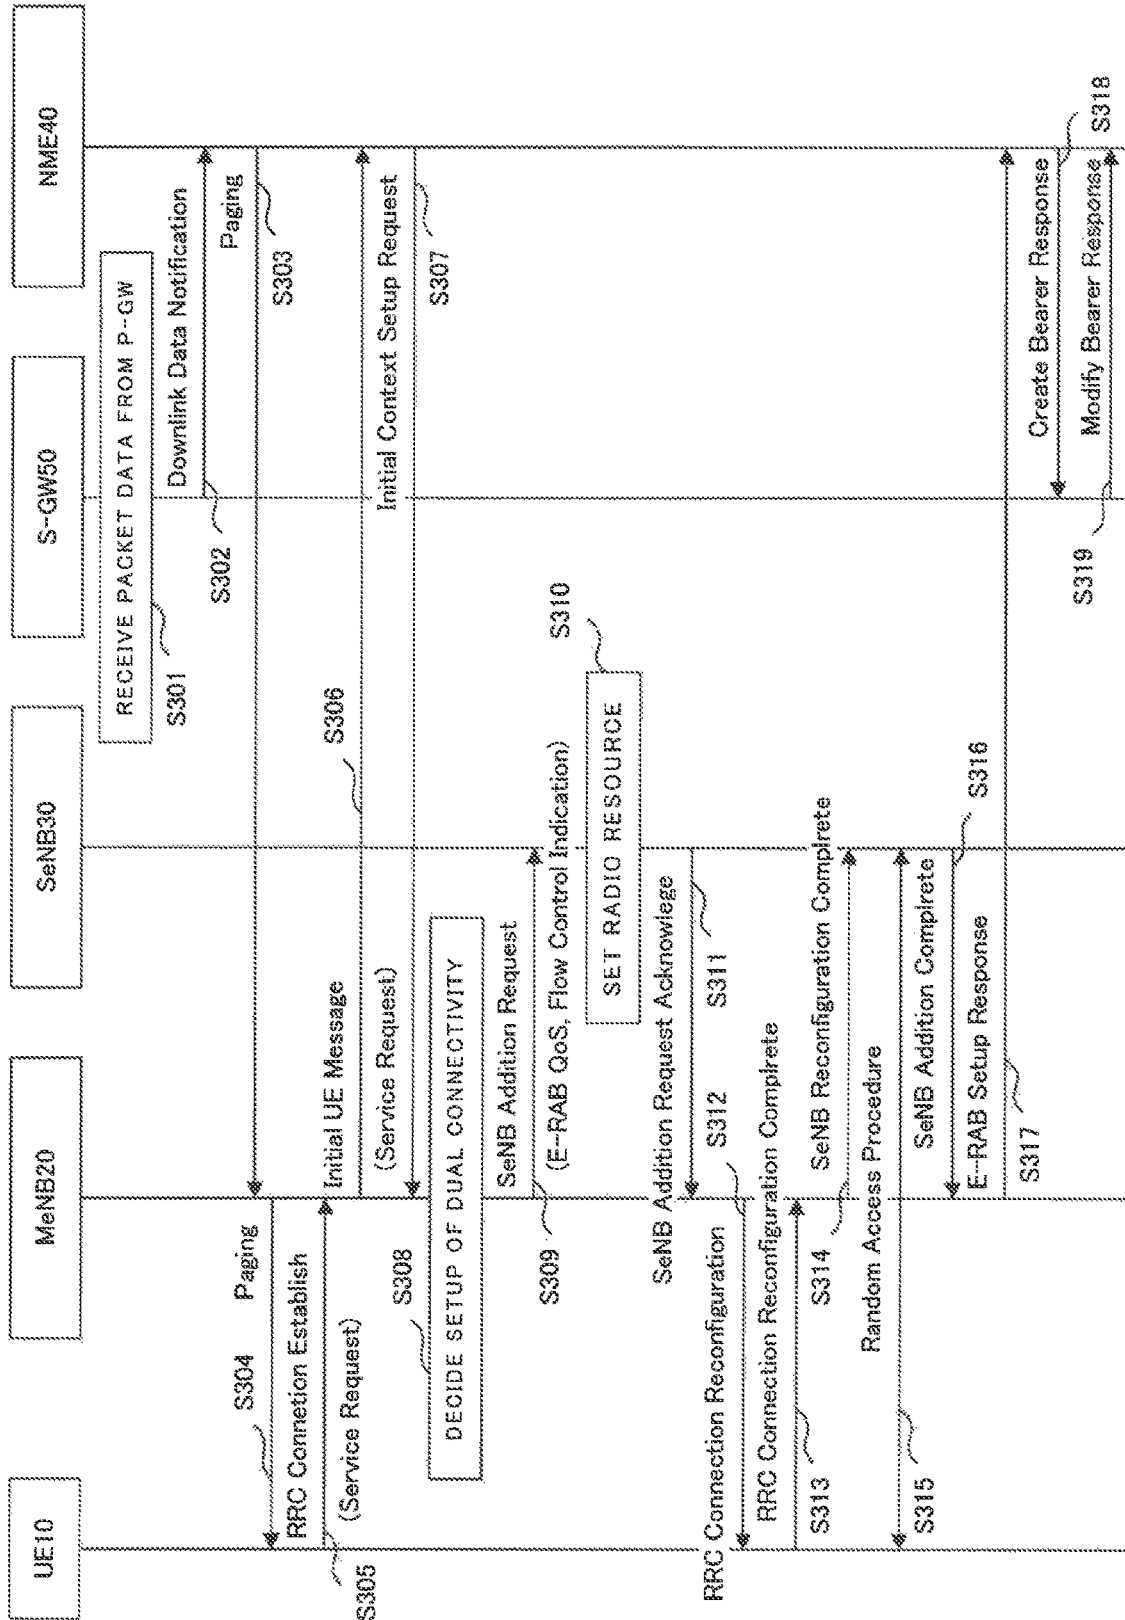 UE10
MeNB20
SeNB30
S-GW50
NME40
RECEIVE PACKET DATA FROM P-GW
S301
Downlink Data Notification
S302
Paging
S303
Paging
S304
RRC Connetion Establish
(Service Request)
S305
Initial UE Message
(Service Request)
S306
Initial Context Setup Request
S307
S308
DECIDE SETUP OF DUAL CONNECTIVITY
SeNB Addition Request
(E-RAB QoS, Flow Control Indication)
S309
S310
SET RADIO RESOURCE
SeNB Addition Request Acknowlege
S311
S312
RRC Connection Reconfiguration
RRC Connection Reconfiguration Complrete
S313
SeNB Reconfiguration Complrete
S314
Random Access Procedure
S315
SeNB Addition Complrete
S316
E-RAB Setup Response
S317
Create Bearer Response
S318
Modify Bearer Response
S319